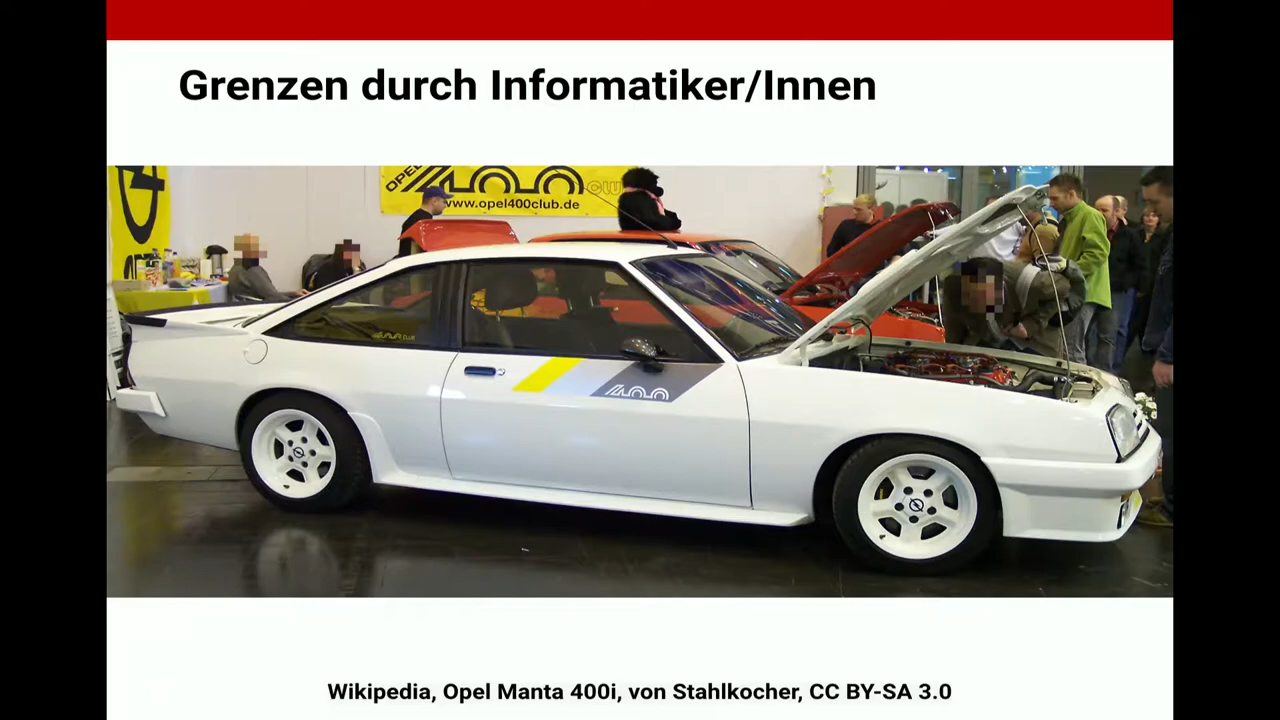 Grenzen durch Informatiker/Innen
OPEL 400 CLUB
www.opel400club.de
400
Wikipedia, Opel Manta 400i, von Stahlkocher, CC BY-SA 3.0